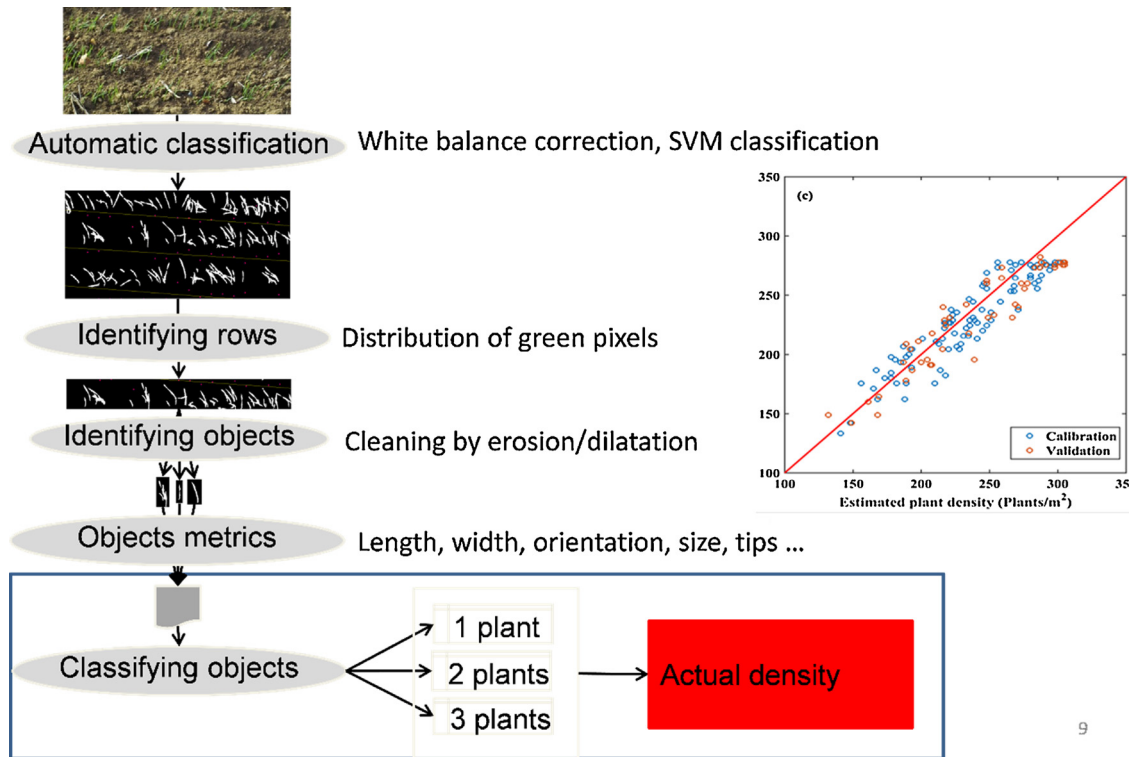 Automatic classification
White balance correction, SVM classification
Identifying rows
Distribution of green pixels
Identifying objects
Cleaning by erosion/dilatation
Objects metrics
Length, width, orientation, size, tips ...
Classifying objects
1 plant
2 plants
3 plants
Actual density
(c)
350
300
250
200
150
100
Calibration
Validation
100 150 200 250 300 35
Estimated plant density (Plants/m²)
9